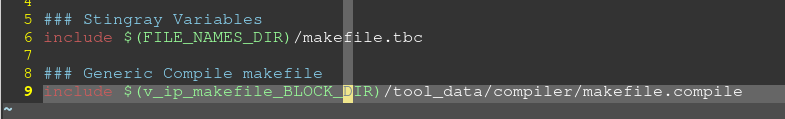 4
5 ### Stingray Variables
6 include $(FILE_NAMES_DIR)/makefile.tbc
7
8 ### Generic Compile makefile
9 include $(v_ip_makefile_BLOCK_DIR)/tool_data/compiler/makefile.compile
~